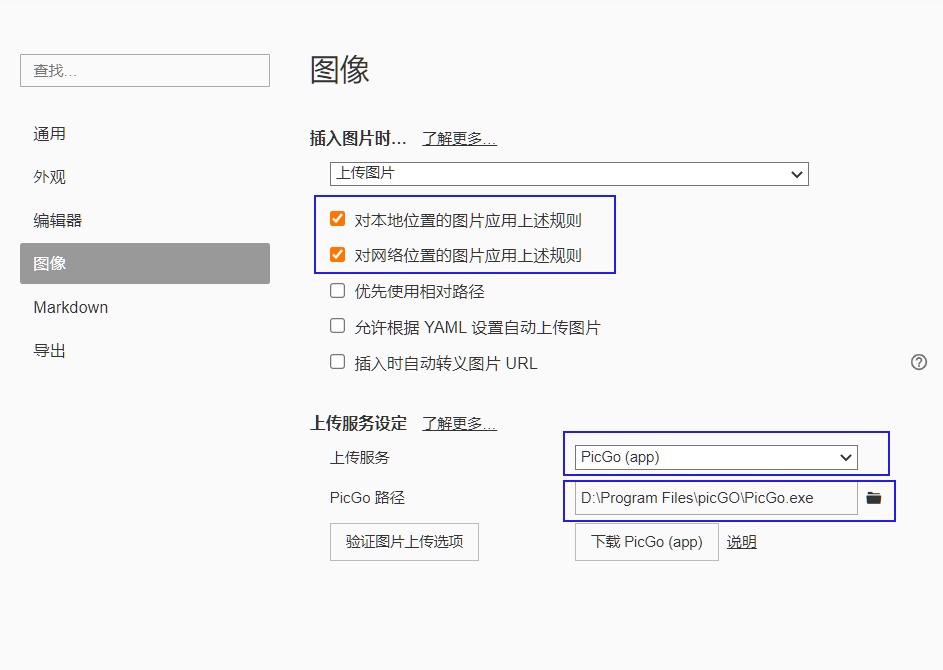 查找...
图像
通用
外观
编辑器
图像
Markdown
导出
插入图片时... 了解更多...
上传图片
对本地位置的图片应用上述规则
对网络位置的图片应用上述规则
优先使用相对路径
允许根据 YAML 设置自动上传图片
插入时自动转义图片 URL
上传服务设定 了解更多...
上传服务 PicGo (app)
PicGo 路径 D:\Program Files\picGO\PicGo.exe
验证图片上传选项 下载 PicGo (app) 说明